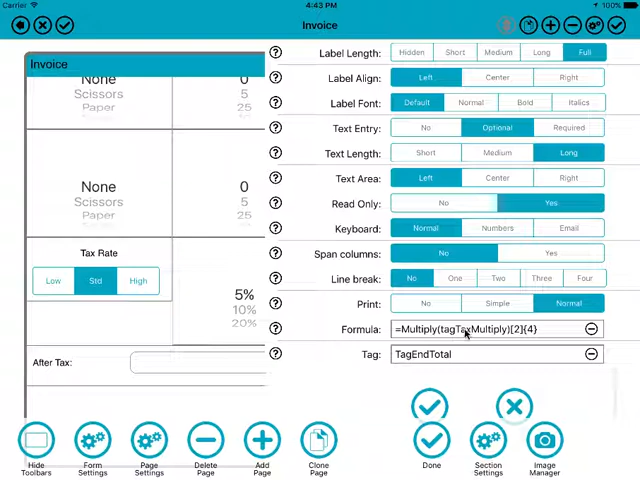 Carrier 4:43 PM 100%
Invoice
Invoice
None 0
Scissors 5
Paper 25
None 0
Scissors 5
Paper 25
Tax Rate
Low Std High
5%
10%
20%
After Tax:
Label Length: Hidden Short Medium Long Full
Label Align: Left Center Right
Label Font: Default Normal Bold Italics
Text Entry: No Optional Required
Text Length: Short Medium Long
Text Area: Left Center Right
Read Only: No Yes
Keyboard: Normal Numbers Email
Span columns: No Yes
Line break: No One Two Three Four
Print: No Simple Normal
Formula: =Multiply(tagTaxMultiply)[2]{4}
Tag: TagEndTotal
Hide Toolbars
Form Settings
Page Settings
Delete Page
Add Page
Clone Page
Done
Section Settings
Image Manager